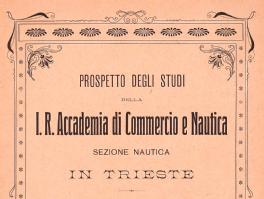 PROSPETTO DEGLI STUDI
DELLA
I. R. Accademia di Commercio e Nautica
SEZIONE NAUTICA
IN TRIESTE